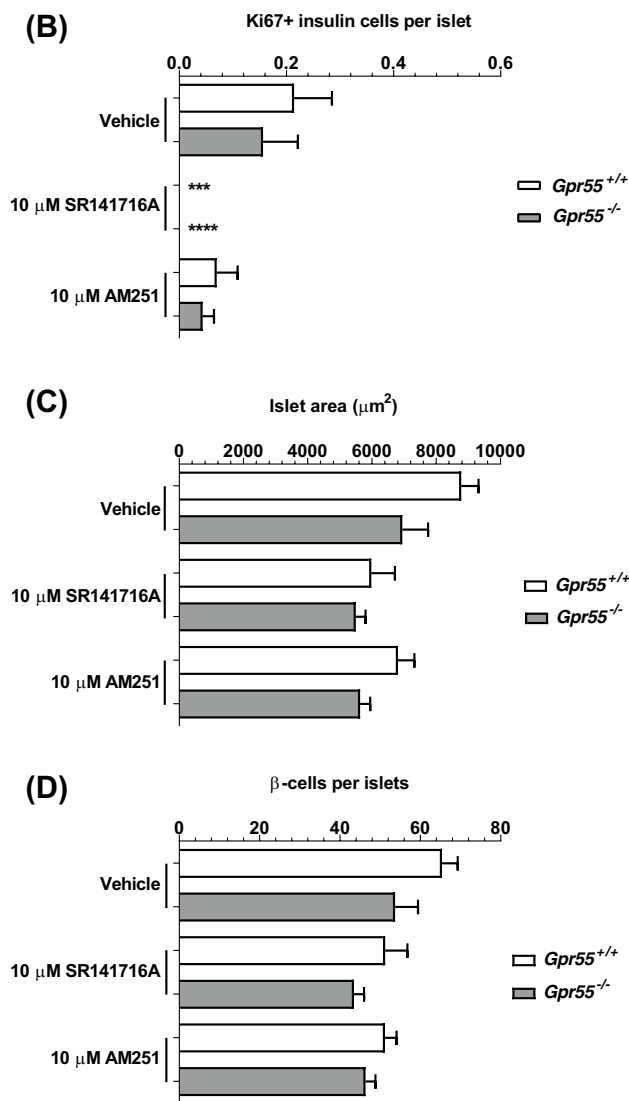 (B)
Ki67+ insulin cells per islet
0.0 0.2 0.4 0.6
Vehicle
10 μM SR141716A
***
****
10 μM AM251
Gpr55+/+
Gpr55-/-
(C)
Islet area (μm²)
0 2000 4000 6000 8000 10000
Vehicle
10 μM SR141716A
10 μM AM251
Gpr55+/+
Gpr55-/-
(D)
β-cells per islets
0 20 40 60 80
Vehicle
10 μM SR141716A
10 μM AM251
Gpr55+/+
Gpr55-/-